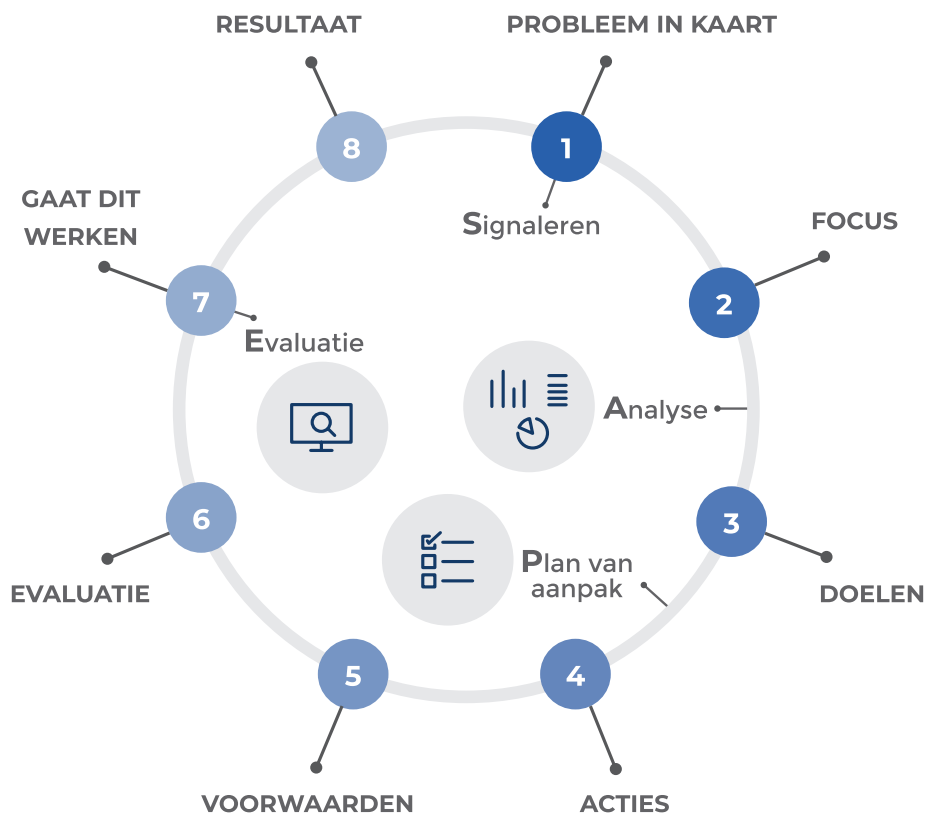 RESULTAAT
PROBLEEM IN KAART
8
1
Signaleren
GAAT DIT
WERKEN
FOCUS
7
2
Evaluatie
Analyse
6
3
Plan van
aanpak
EVALUATIE
DOELEN
5
4
VOORWAARDEN
ACTIES